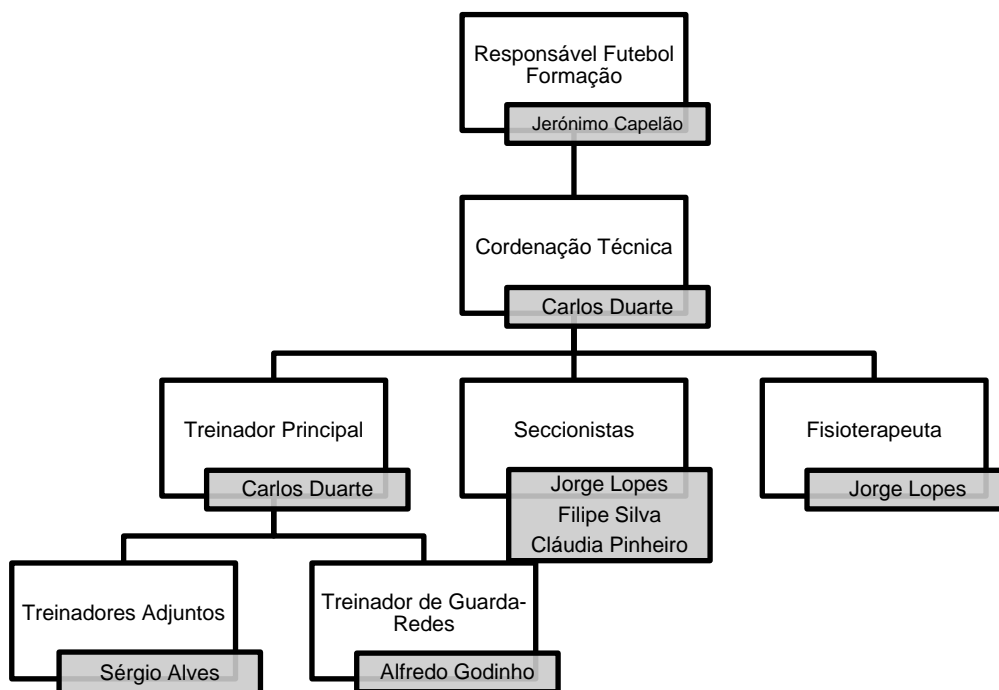 Responsável Futebol
Formação
Jerónimo Capelão
Cordenação Técnica
Carlos Duarte
Treinador Principal
Carlos Duarte
Seccionistas
Jorge Lopes
Filipe Silva
Cláudia Pinheiro
Fisioterapeuta
Jorge Lopes
Treinadores Adjuntos
Sérgio Alves
Treinador de Guarda-
Redes
Alfredo Godinho